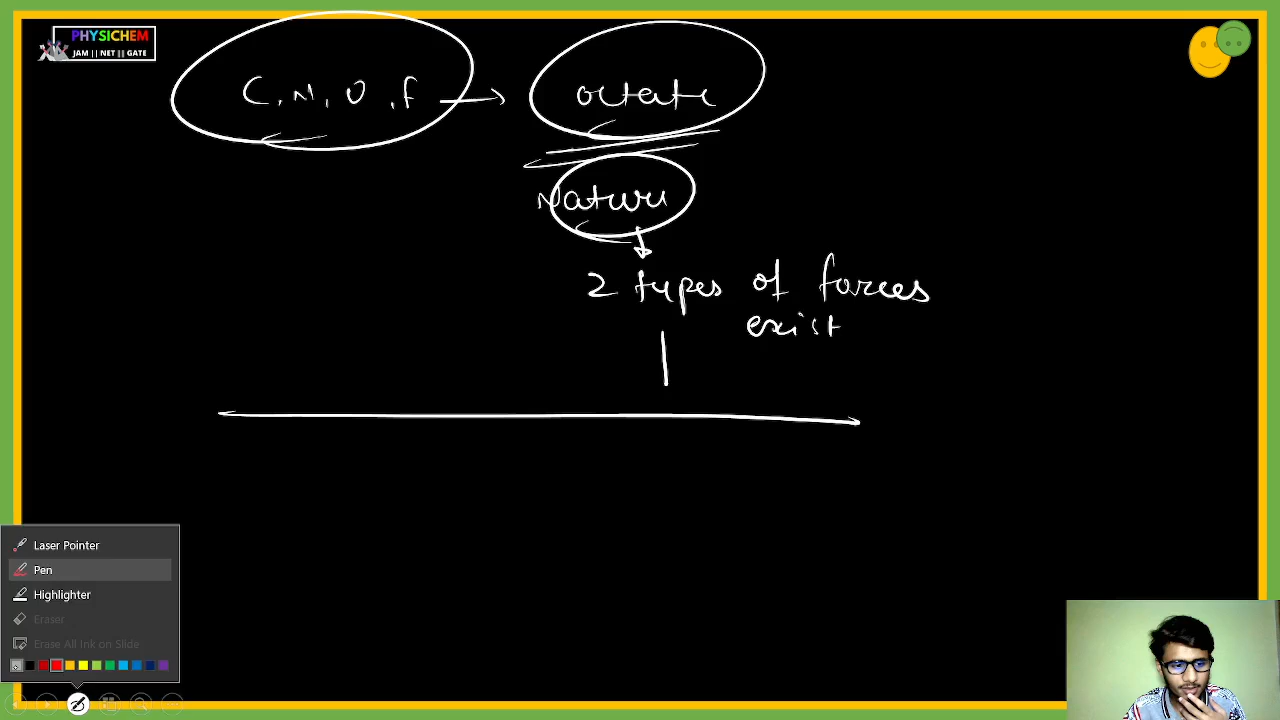 PHYSICHEM
JAM || NET || GATE
C, N, O, F → octate
Nature
2 types of forces
exist
Laser Pointer
Pen
Highlighter
Eraser
Erase All Ink on Slide